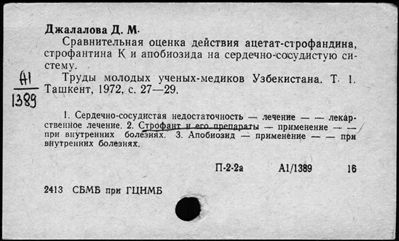 Джалалова Д. М.
Сравнительная оценка действия ацетат-строфандина,
строфантина К и апобиозида на сердечно-сосудистую си-
стему. —
Труды молодых ученых-медиков Узбекистана. Т. 1.
Ташкент, 1972, с. 27—29.
А1
1389
1. Сердечно-сосудистая недостаточность — лечение — — лекар-
ственное лечение. 2. Строфант и его препараты — применение — —
при внутренних болезнях. 3. Апобиозид — применение — — при
внутренних болезнях.
П-2-2а А1/1389 16
2413 СБМБ при ГЦНМБ